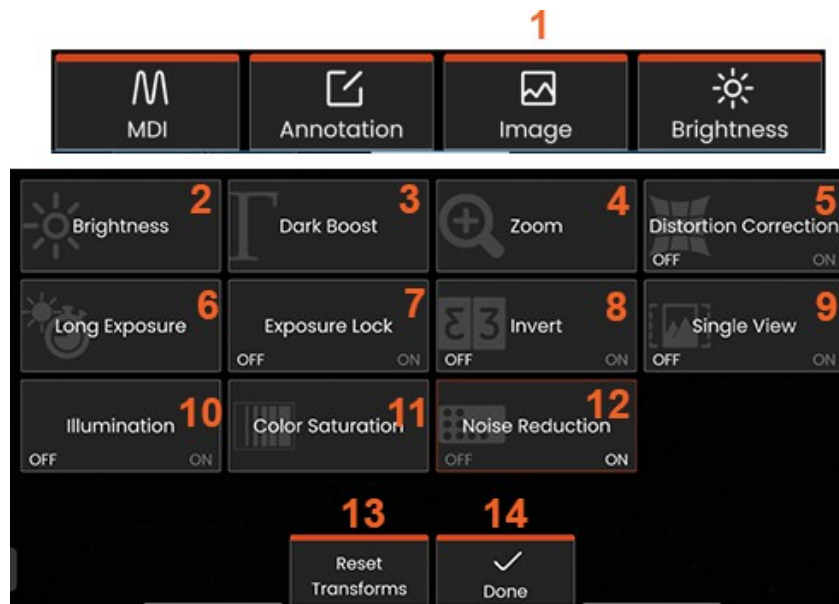 1
MDI Annotation Image Brightness
Brightness 2 Dark Boost 3 Zoom 4 Distortion Correction 5
OFF ON
Long Exposure 6 Exposure Lock 7 Invert 8 Single View 9
OFF ON OFF ON OFF ON
Illumination 10 Color Saturation 11 Noise Reduction 12
OFF ON OFF ON
13 14
Reset
Transforms Done